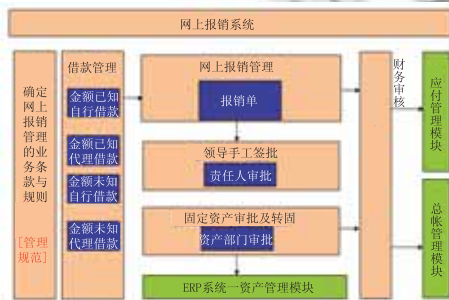 网上报销系统
确定
网上
报销
管理
的业
务条
款与
规则
[管理
规范]
借款管理
金额已知
自行借款
金额已知
代理借款
金额未知
自行借款
金额未知
代理借款
网上报销管理
报销单
领导手工签批
责任人审批
固定资产审批及转固
资产部门审批
ERP系统一资产管理模块
财务审核
应付管理模块
总帐管理模块